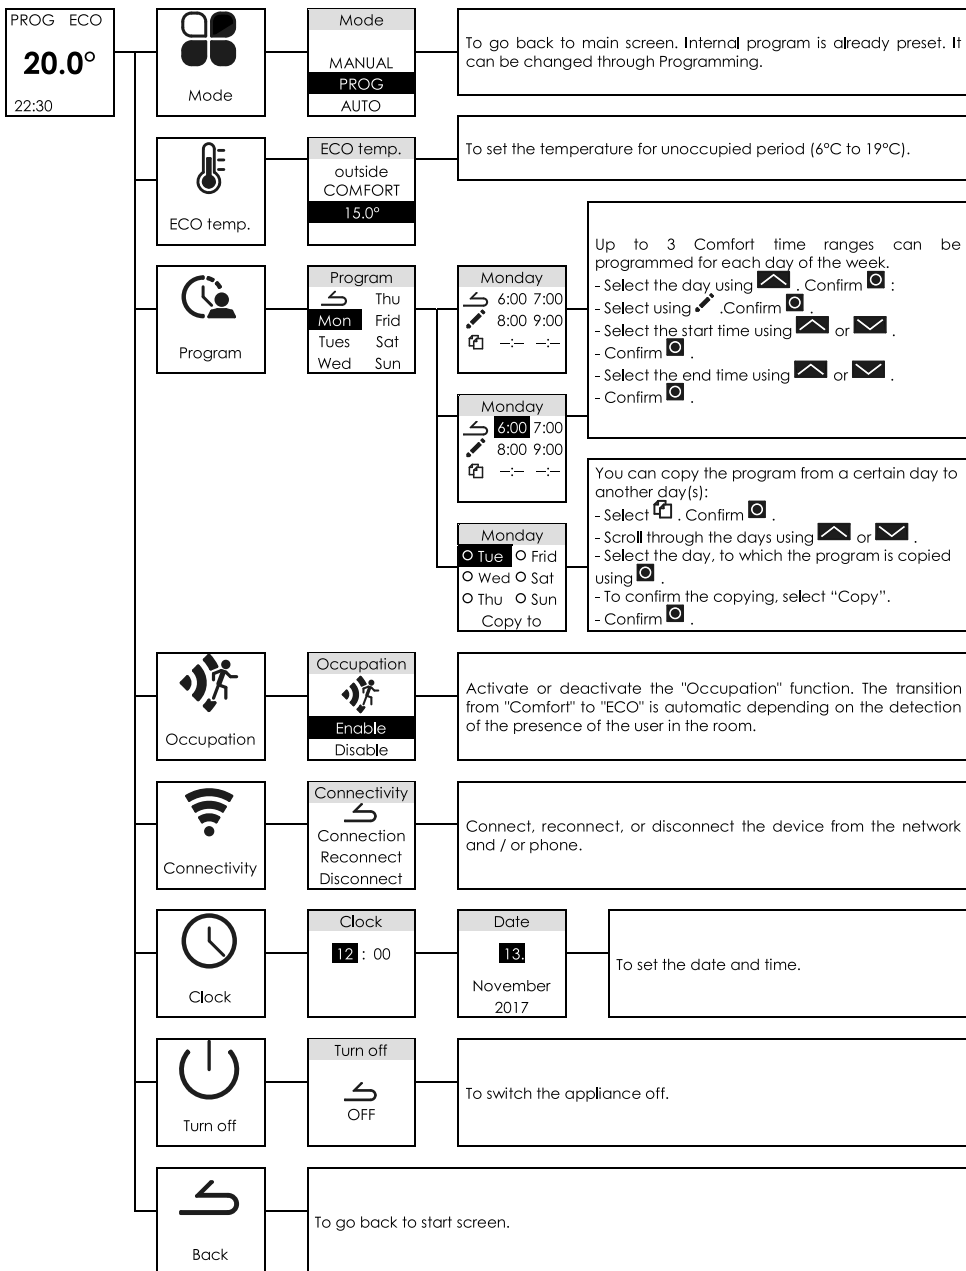 PROG ECO
20.0°
22:30
Mode
Mode
MANUAL
PROG
AUTO
To go back to main screen. Internal program is already preset. It
can be changed through Programming.
ECO temp.
ECO temp.
outside
COMFORT
15.0°
To set the temperature for unoccupied period (6°C to 19°C).
Program
Program
Thu
Mon Fri
Tues Sat
Wed Sun
Monday
6:00 7:00
8:00 9:00
–:– –:–
Up to 3 Comfort time ranges can be
programmed for each day of the week.
- Select the day using . Confirm :
- Select using .Confirm .
- Select the start time using or .
- Confirm .
- Select the end time using or .
- Confirm .
Monday
6:00 7:00
8:00 9:00
–:– –:–
Monday
Tue Frid
Wed Sat
Thu Sun
Copy to
You can copy the program from a certain day to
another day(s):
- Select . Confirm .
- Scroll through the days using or .
- Select the day, to which the program is copied
using .
- To confirm the copying, select “Copy”.
- Confirm .
Occupation
Occupation
Enable
Disable
Activate or deactivate the "Occupation" function. The transition
from "Comfort" to "ECO" is automatic depending on the detection
of the presence of the user in the room.
Connectivity
Connectivity
Connection
Reconnect
Disconnect
Connect, reconnect, or disconnect the device from the network
and / or phone.
Clock
Clock
12 : 00
Date
13.
November
2017
To set the date and time.
Turn off
Turn off
OFF
To switch the appliance off.
Back
To go back to start screen.